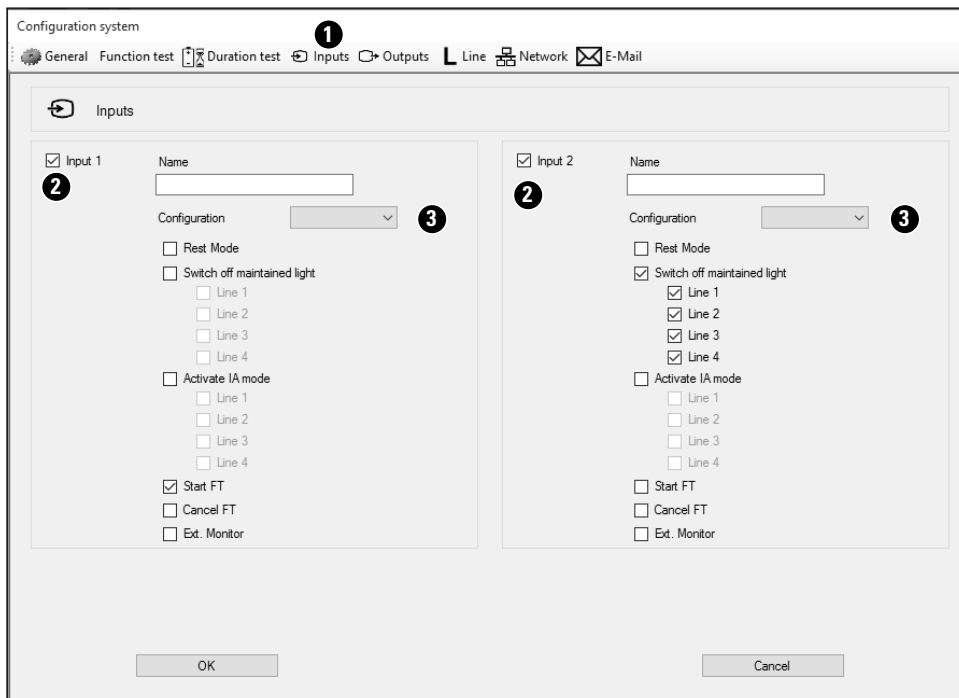 Configuration system
1
General Function test Duration test Inputs Outputs L Line Network E-Mail
Inputs
Input 1 Name
2
Configuration 3
Rest Mode
Switch off maintained light
Line 1
Line 2
Line 3
Line 4
Activate IA mode
Line 1
Line 2
Line 3
Line 4
Start FT
Cancel FT
Ext. Monitor
Input 2 Name
2
Configuration 3
Rest Mode
Switch off maintained light
Line 1
Line 2
Line 3
Line 4
Activate IA mode
Line 1
Line 2
Line 3
Line 4
Start FT
Cancel FT
Ext. Monitor
OK Cancel